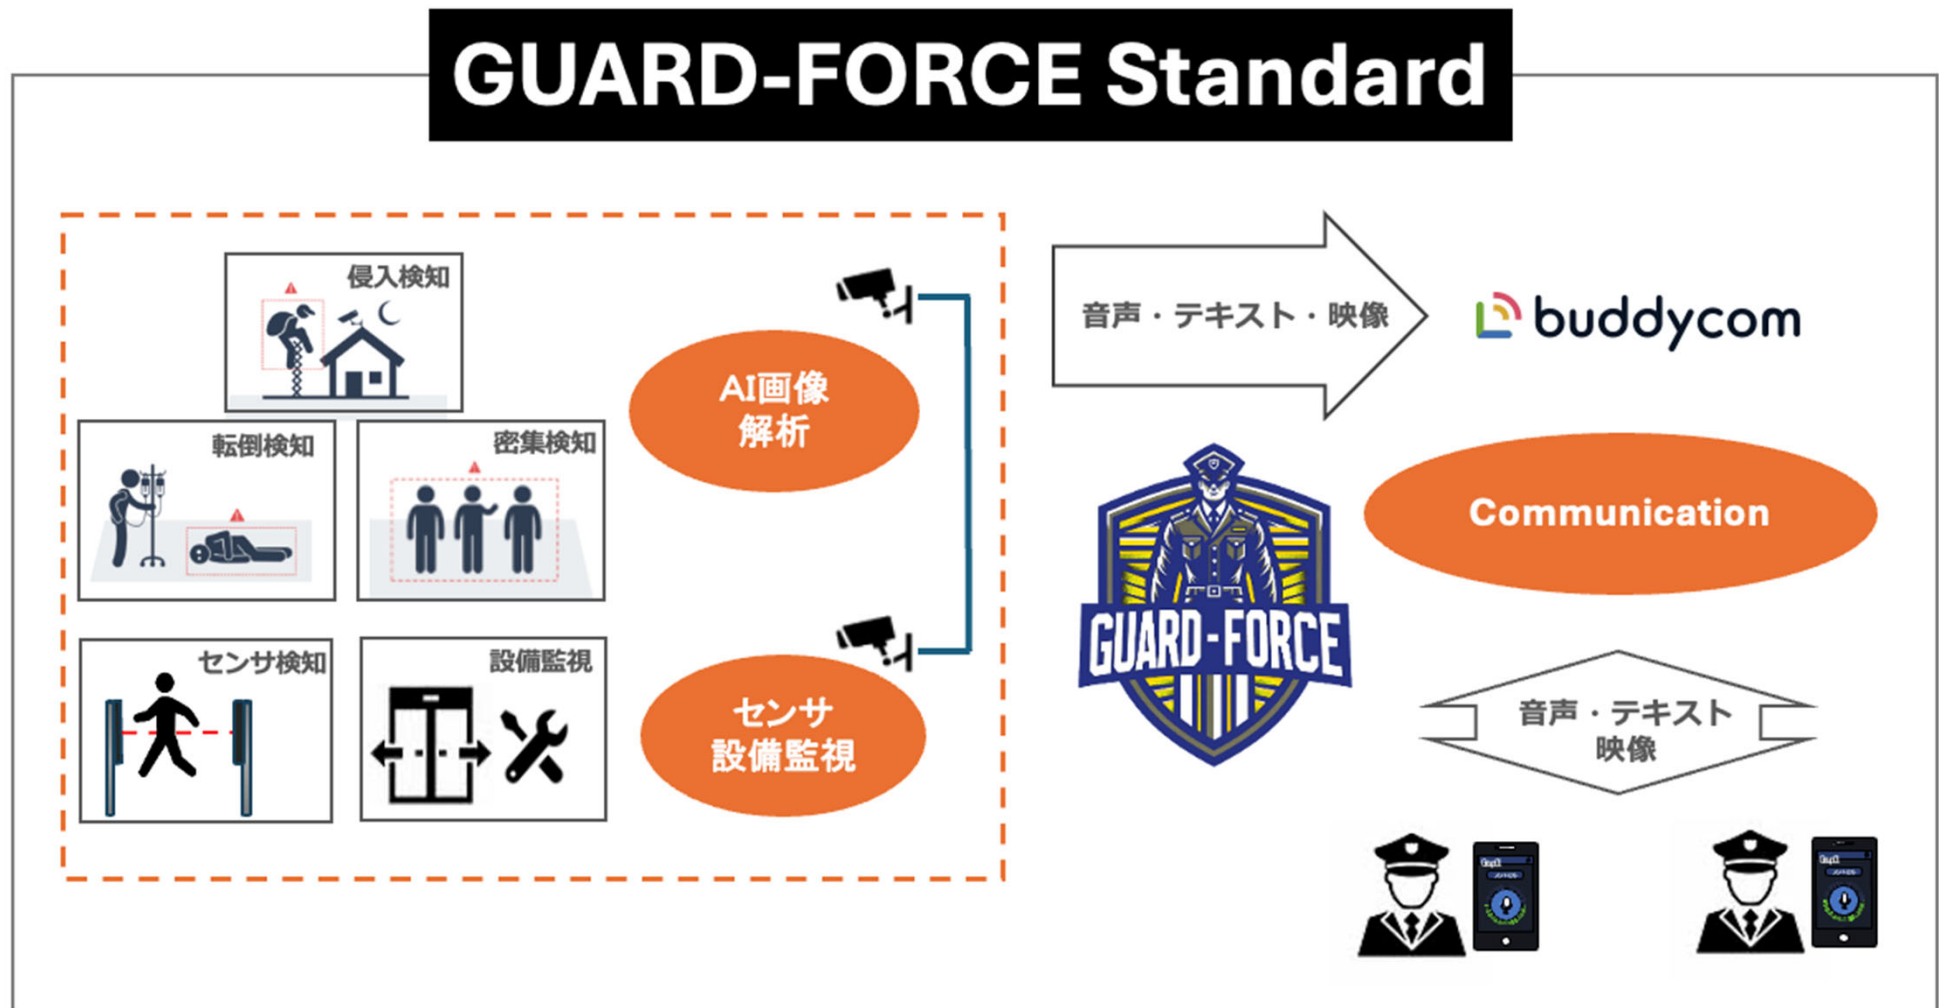 GUARD-FORCE Standard
侵入検知
転倒検知
密集検知
センサ検知
設備監視
AI画像
解析
センサ
設備監視
音声・テキスト・映像
buddycom
GUARD-FORCE
Communication
音声・テキスト
映像